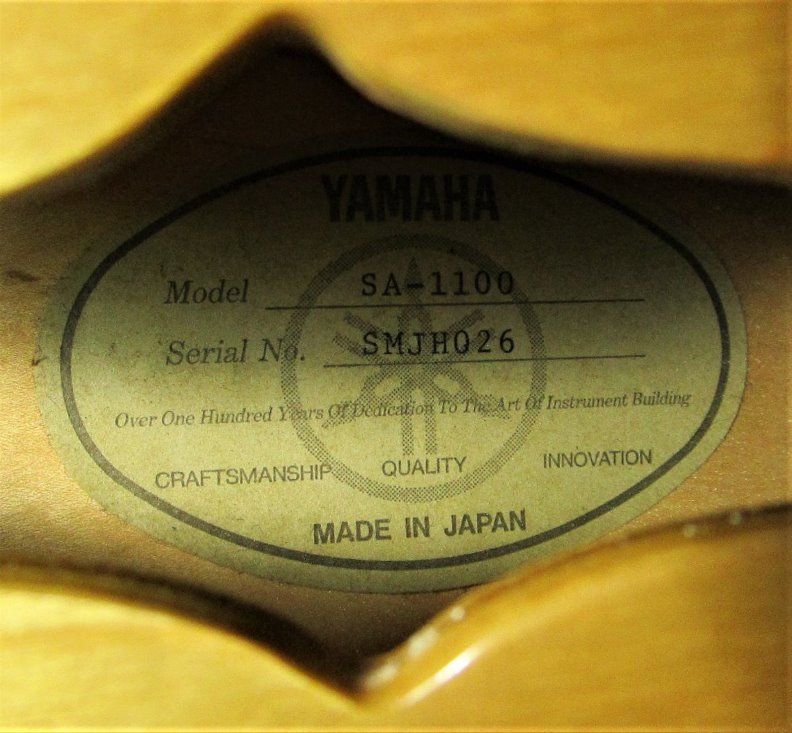 YAMAHA
Model SA-1100
Serial No. SMJH026
Over One Hundred Years Of Dedication To The Art Of Instrument Building
CRAFTSMANSHIP QUALITY INNOVATION
MADE IN JAPAN